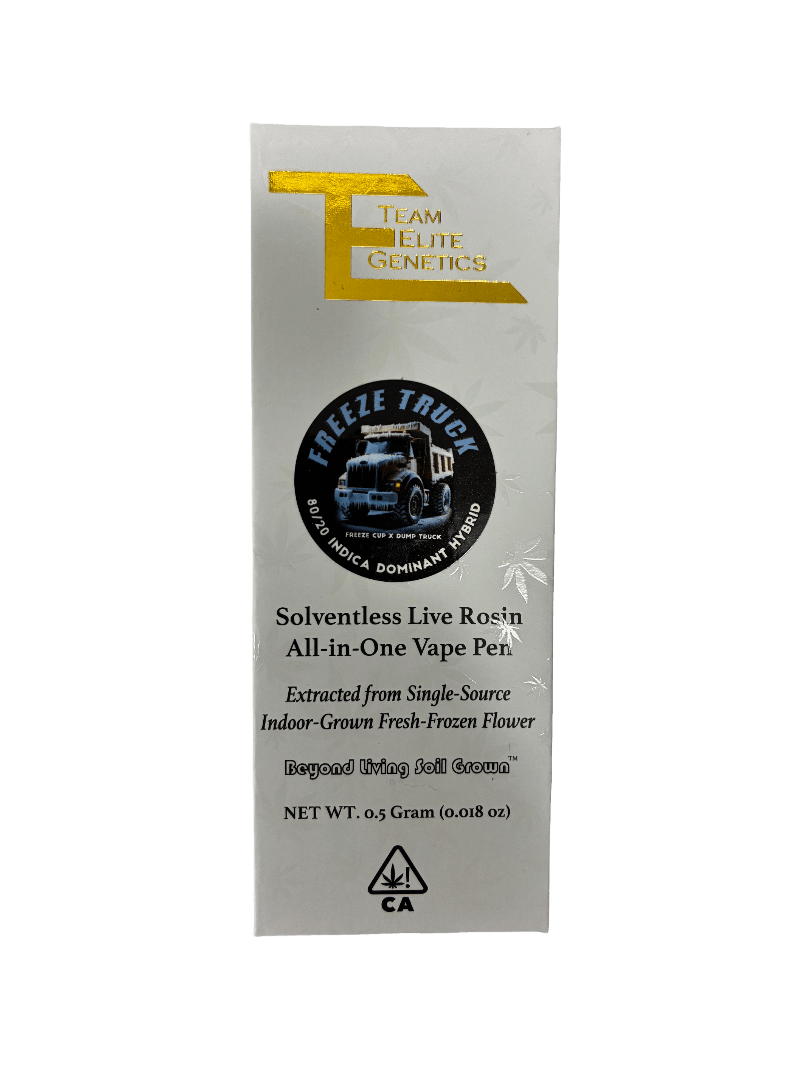 TEAM
ELITE
GENETICS
FREEZE TRUCK
FREEZE CUP X DUMP TRUCK
80/20 INDICA DOMINANT HYBRID
Solventless Live Rosin
All-in-One Vape Pen
Extracted from Single-Source
Indoor-Grown Fresh-Frozen Flower
Beyond Living Soil Grown™
NET WT. 0.5 Gram (0.018 oz)
!
CA